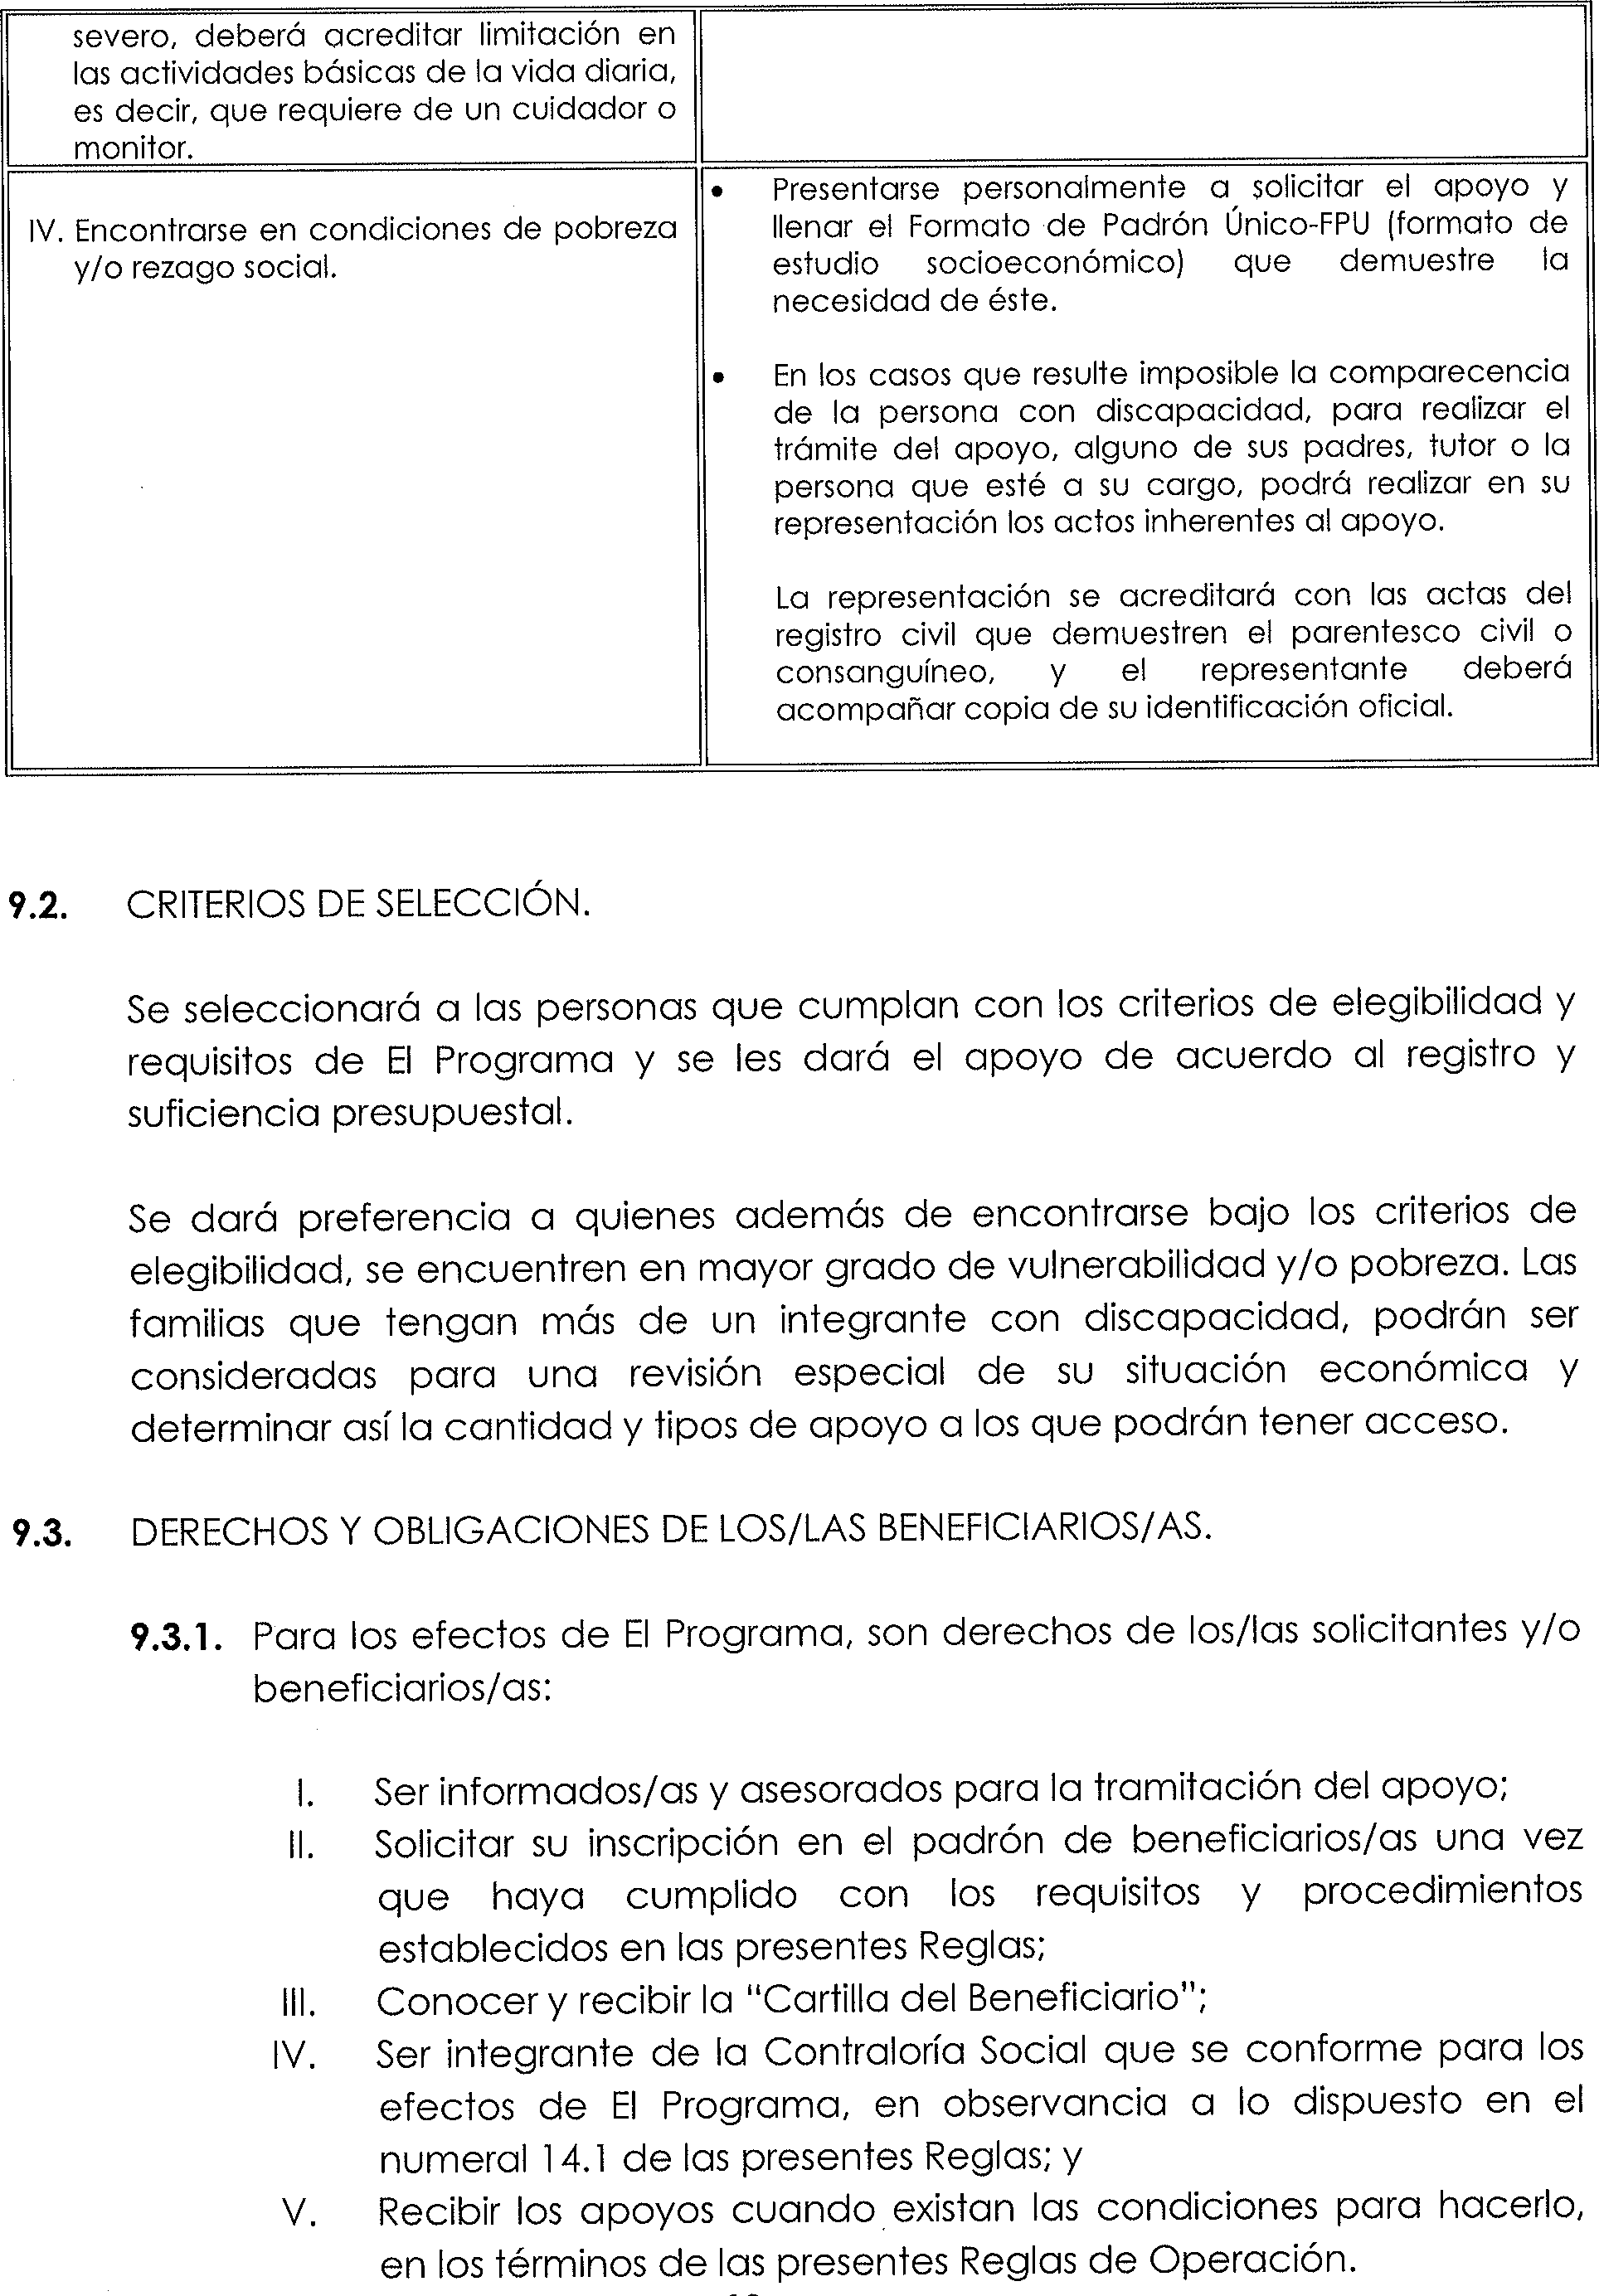 severo, deberá acreditar limitación en
las actividades básicas de la vida diaria,
es decir, que requiere de un cuidador o
monitor.
IV. Encontrarse en condiciones de pobreza
y/o rezago social.
• Presentarse personalmente a solicitar el apoyo y
llenar el Formato de Padrón Único-FPU (formato de
estudio socioeconómico) que demuestre la
necesidad de éste.
• En los casos que resulte imposible la comparecencia
de la persona con discapacidad, para realizar el
trámite del apoyo, alguno de sus padres, tutor o la
persona que esté a su cargo, podrá realizar en su
representación los actos inherentes al apoyo.
La representación se acreditará con las actas del
registro civil que demuestren el parentesco civil o
consanguíneo, y el representante deberá
acompañar copia de su identificación oficial.
9.2. CRITERIOS DE SELECCIÓN.
Se seleccionará a las personas que cumplan con los criterios de elegibilidad y
requisitos de El Programa y se les dará el apoyo de acuerdo al registro y
suficiencia presupuestal.
Se dará preferencia a quienes además de encontrarse bajo los criterios de
elegibilidad, se encuentren en mayor grado de vulnerabilidad y/o pobreza. Las
familias que tengan más de un integrante con discapacidad, podrán ser
consideradas para una revisión especial de su situación económica y
determinar así la cantidad y tipos de apoyo a los que podrán tener acceso.
9.3. DERECHOS Y OBLIGACIONES DE LOS/LAS BENEFICIARIOS/AS.
9.3.1. Para los efectos de El Programa, son derechos de los/las solicitantes y/o
beneficiarios/as:
I. Ser informados/as y asesorados para la tramitación del apoyo;
II. Solicitar su inscripción en el padrón de beneficiarios/as una vez
que haya cumplido con los requisitos y procedimientos
establecidos en las presentes Reglas;
III. Conocer y recibir la "Cartilla del Beneficiario";
IV. Ser integrante de la Contraloría Social que se conforme para los
efectos de El Programa, en observancia a lo dispuesto en el
numeral 14.1 de las presentes Reglas; y
V. Recibir los apoyos cuando existan las condiciones para hacerlo,
en los términos de las presentes Reglas de Operación.